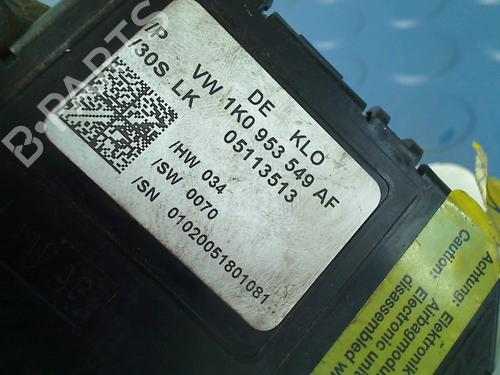 DE KLO
/P VW 1K0 953 549 AF
/30S LK 05113513
/HW 034
/SW 0070
/SN 01020051801081
Achtung: Elektronik
Airbagmodu
Caution: Electronic unit
disassembled w
B-PARTS